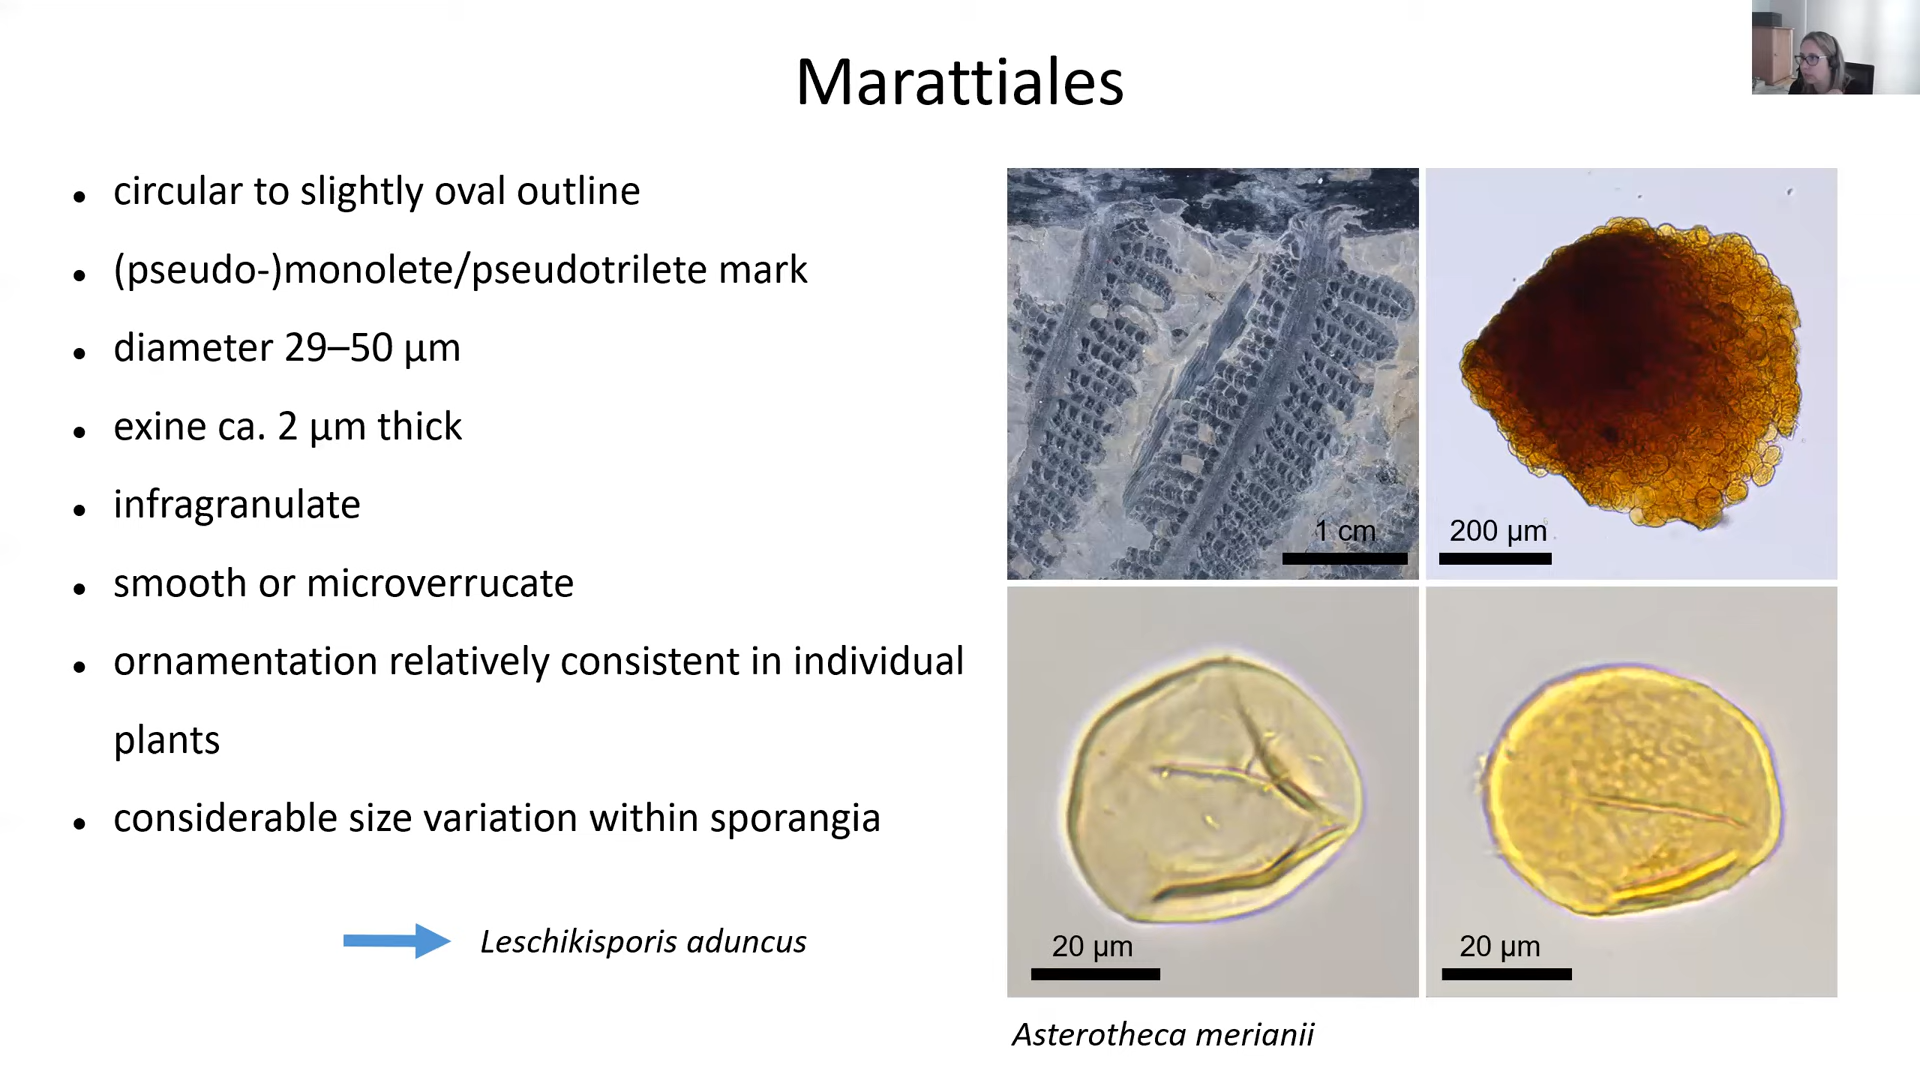 Marattiales
• circular to slightly oval outline
• (pseudo-)monolete/pseudotrilete mark
• diameter 29–50 µm
• exine ca. 2 µm thick
• infragranulate
• smooth or microverrucate
• ornamentation relatively consistent in individual
plants
• considerable size variation within sporangia
Leschikisporis aduncus
1 cm
200 µm
20 µm
20 µm
Asterotheca merianii